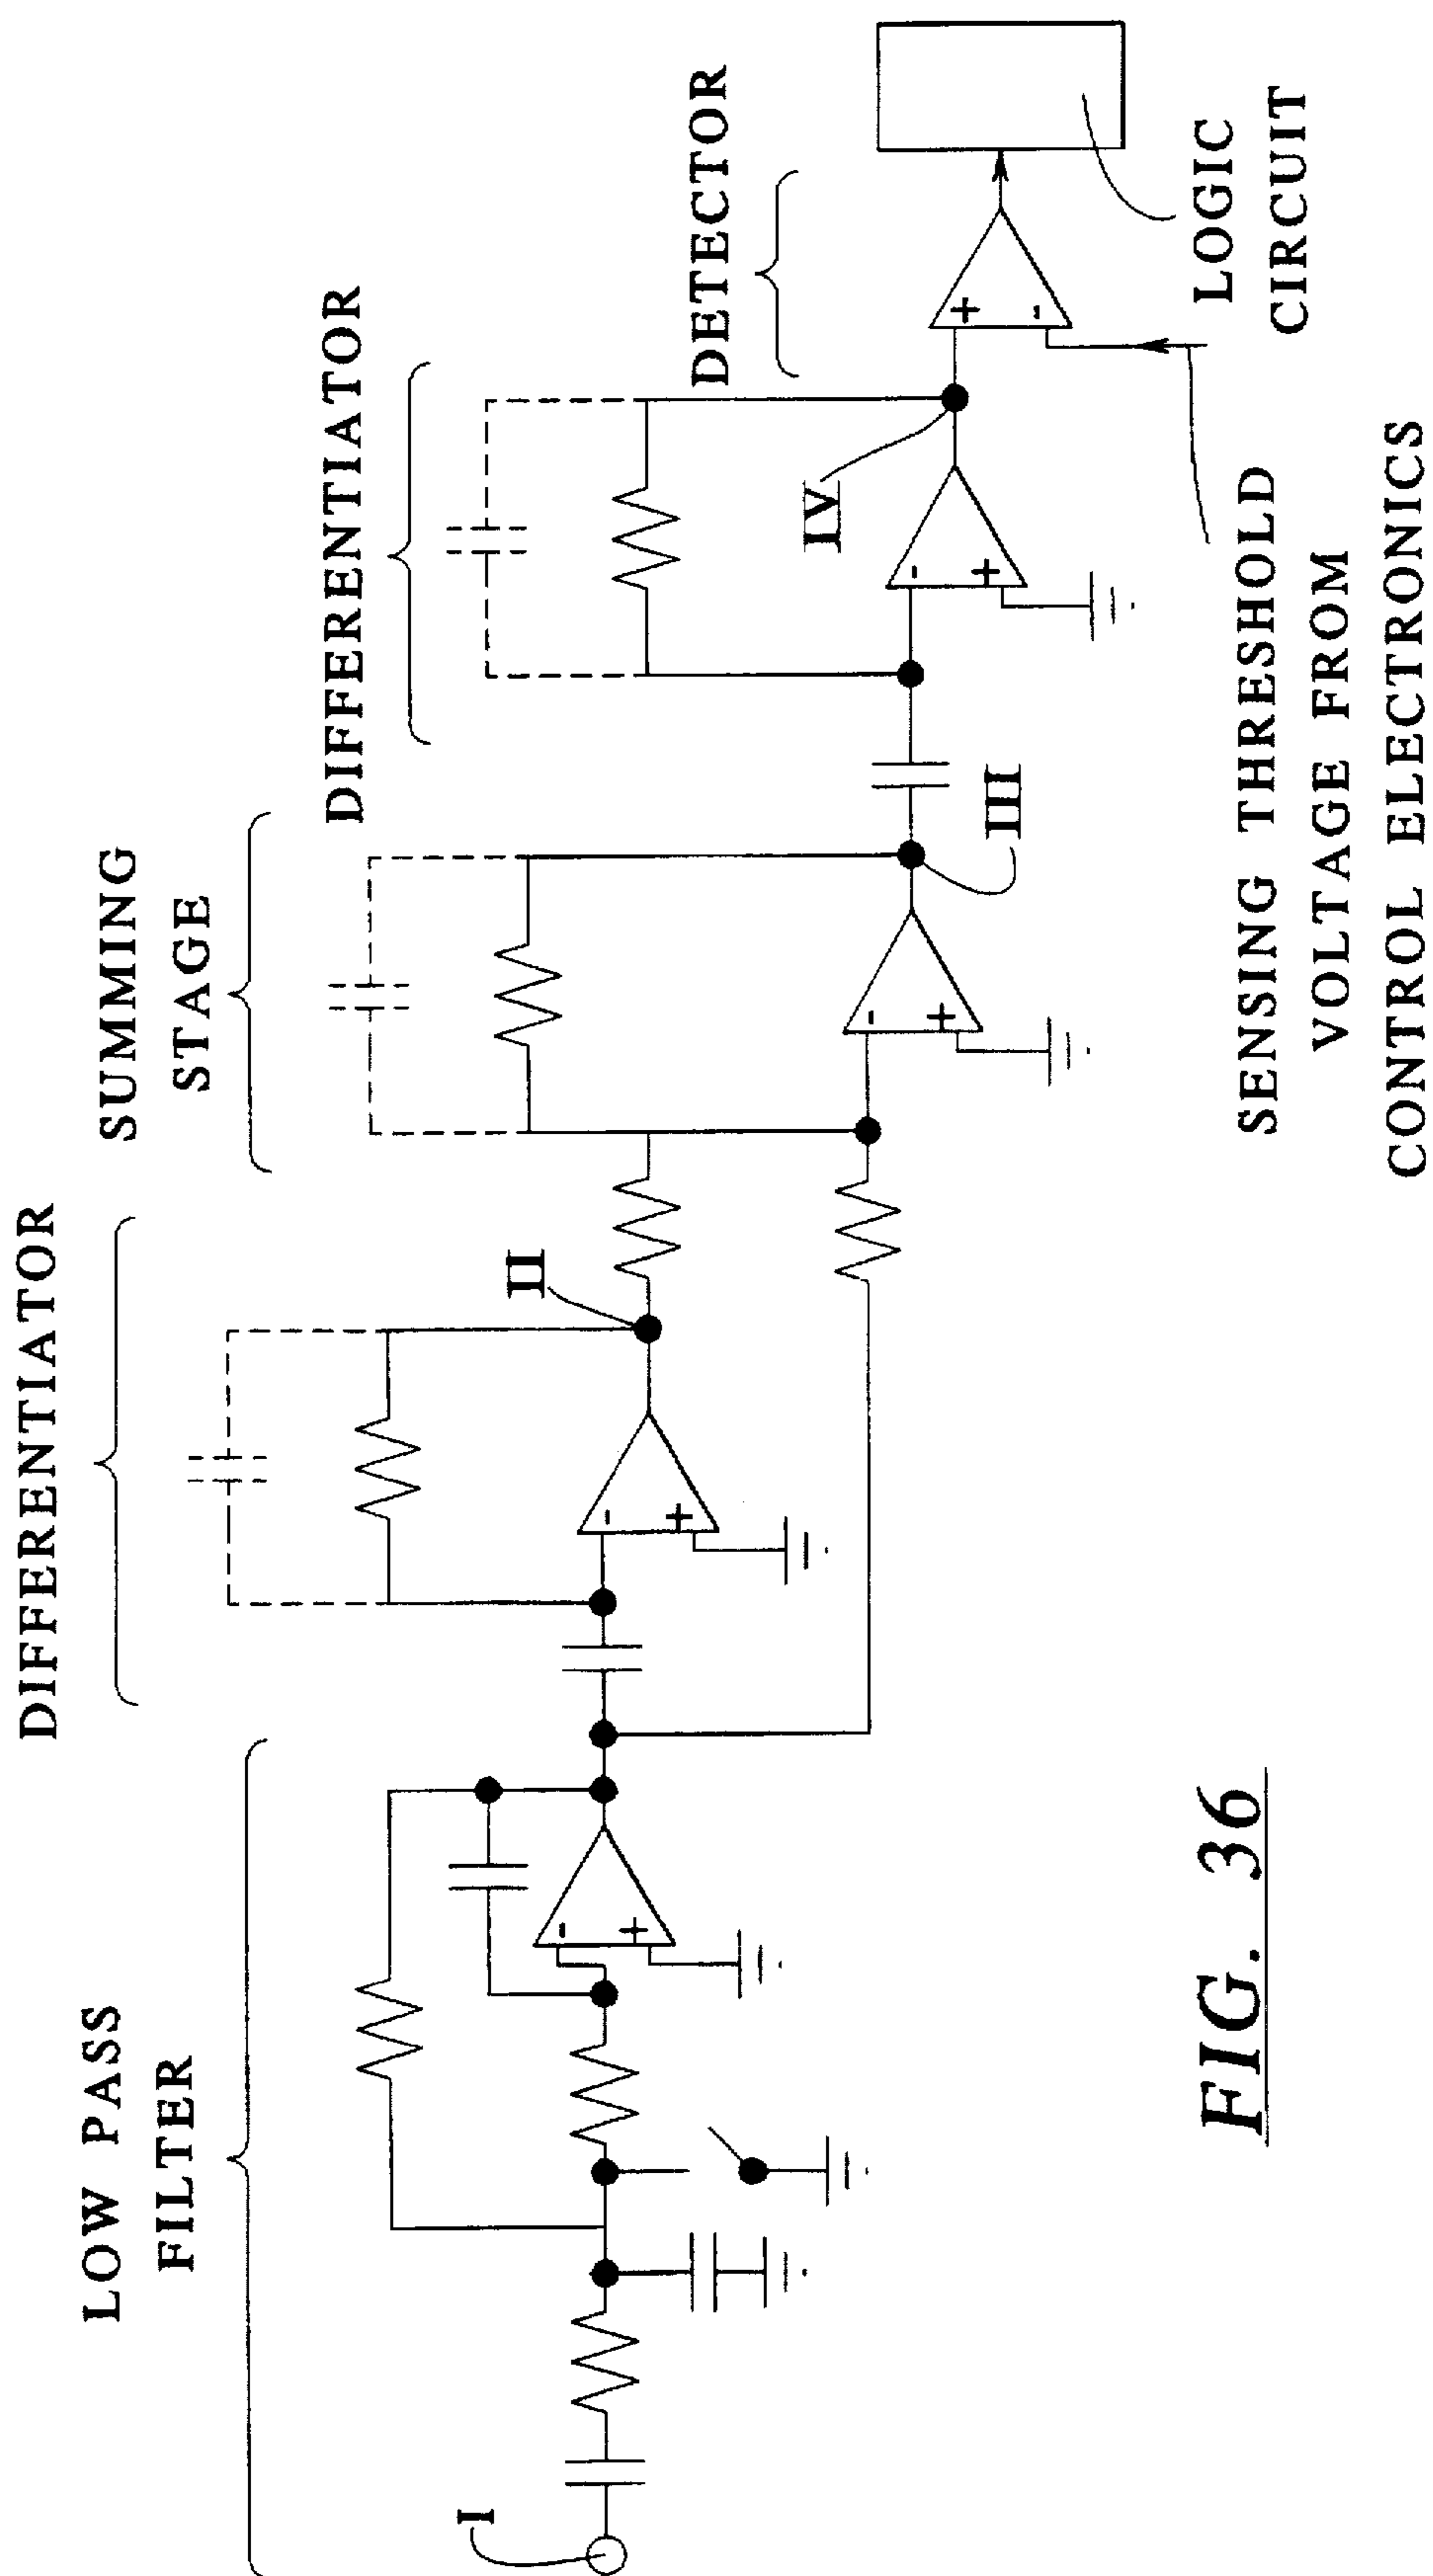 LOW PASS
FILTER
DIFFERENTIATOR
SUMMING
STAGE
DIFFERENTIATOR
DETECTOR
I
II
III
IV
-
+
-
+
-
+
-
+
+
-
LOGIC
CIRCUIT
SENSING THRESHOLD
VOLTAGE FROM
CONTROL ELECTRONICS
FIG. 36